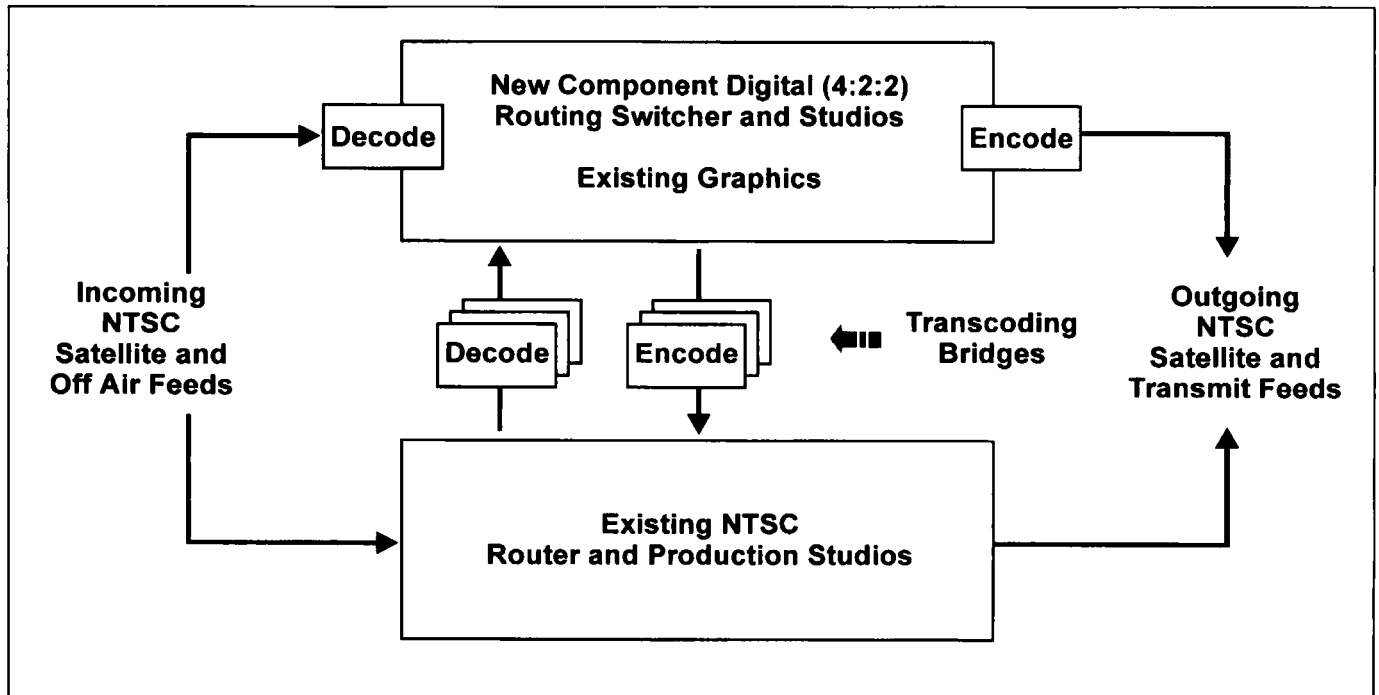 New Component Digital (4:2:2)
Routing Switcher and Studios
Existing Graphics
Decode
Encode
Incoming
NTSC
Satellite and
Off Air Feeds
Decode
Encode
Transcoding
Bridges
Outgoing
NTSC
Satellite and
Transmit Feeds
Existing NTSC
Router and Production Studios